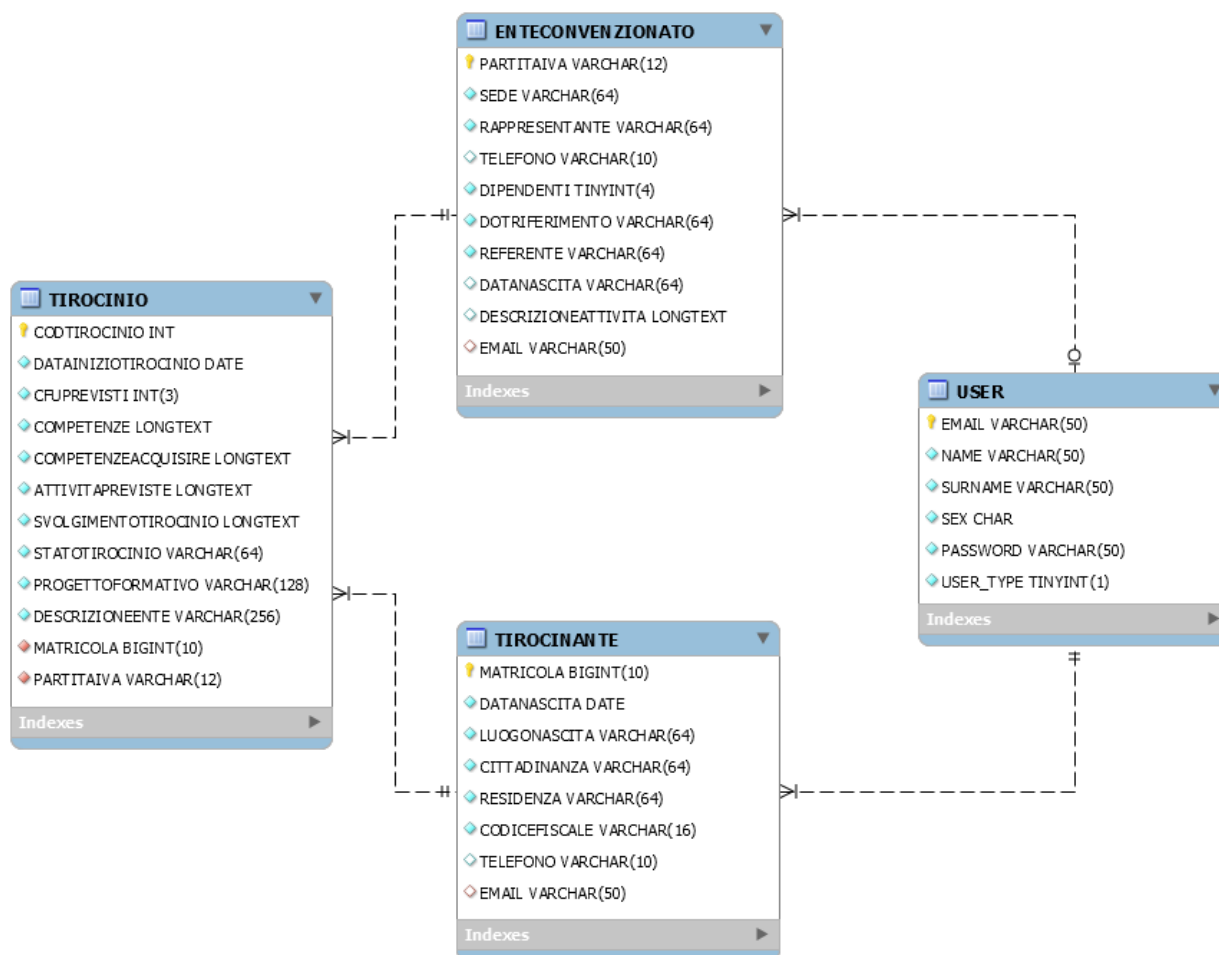 ENTECONVENZIONATO
PARTITAIVA VARCHAR(12)
SEDE VARCHAR(64)
RAPPRESENTANTE VARCHAR(64)
TELEFONO VARCHAR(10)
DIPENDENTI TINYINT(4)
DOTRIFERIMENTO VARCHAR(64)
REFERENTE VARCHAR(64)
DATANASCITA VARCHAR(64)
DESCRIZIONEATTIVITA LONGTEXT
EMAIL VARCHAR(50)
Indexes
TIROCINIO
CODTIROCINIO INT
DATAINIZIOTIROCINIO DATE
CFUPREVISTI INT(3)
COMPETENZE LONGTEXT
COMPETENZEACQUISIRE LONGTEXT
ATTIVITAPREVISTE LONGTEXT
SVOLGIMENTOTIROCINIO LONGTEXT
STATOTIROCINIO VARCHAR(64)
PROGETTOFORMATIVO VARCHAR(128)
DESCRIZIONEENTE VARCHAR(256)
MATRICOLA BIGINT(10)
PARTITAIVA VARCHAR(12)
Indexes
USER
EMAIL VARCHAR(50)
NAME VARCHAR(50)
SURNAME VARCHAR(50)
SEX CHAR
PASSWORD VARCHAR(50)
USER_TYPE TINYINT(1)
Indexes
TIROCINANTE
MATRICOLA BIGINT(10)
DATANASCITA DATE
LUOGONASCITA VARCHAR(64)
CITTADINANZA VARCHAR(64)
RESIDENZA VARCHAR(64)
CODICEFISCALE VARCHAR(16)
TELEFONO VARCHAR(10)
EMAIL VARCHAR(50)
Indexes